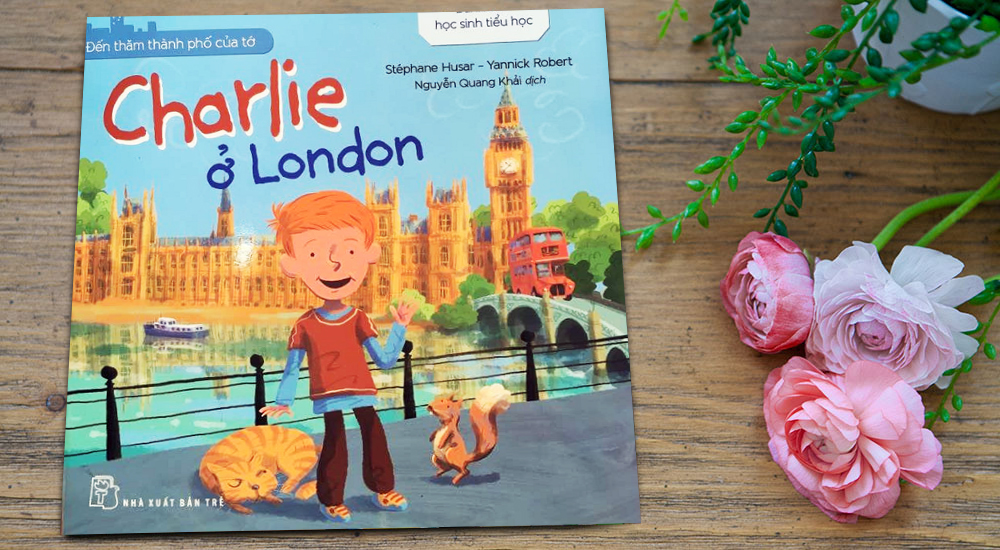 học sinh tiểu học
Đến thăm thành phố của tớ
Stéphane Husar – Yannick Robert
Nguyễn Quang Khải dịch
Charlie
ở London
NHÀ XUẤT BẢN TRẺ